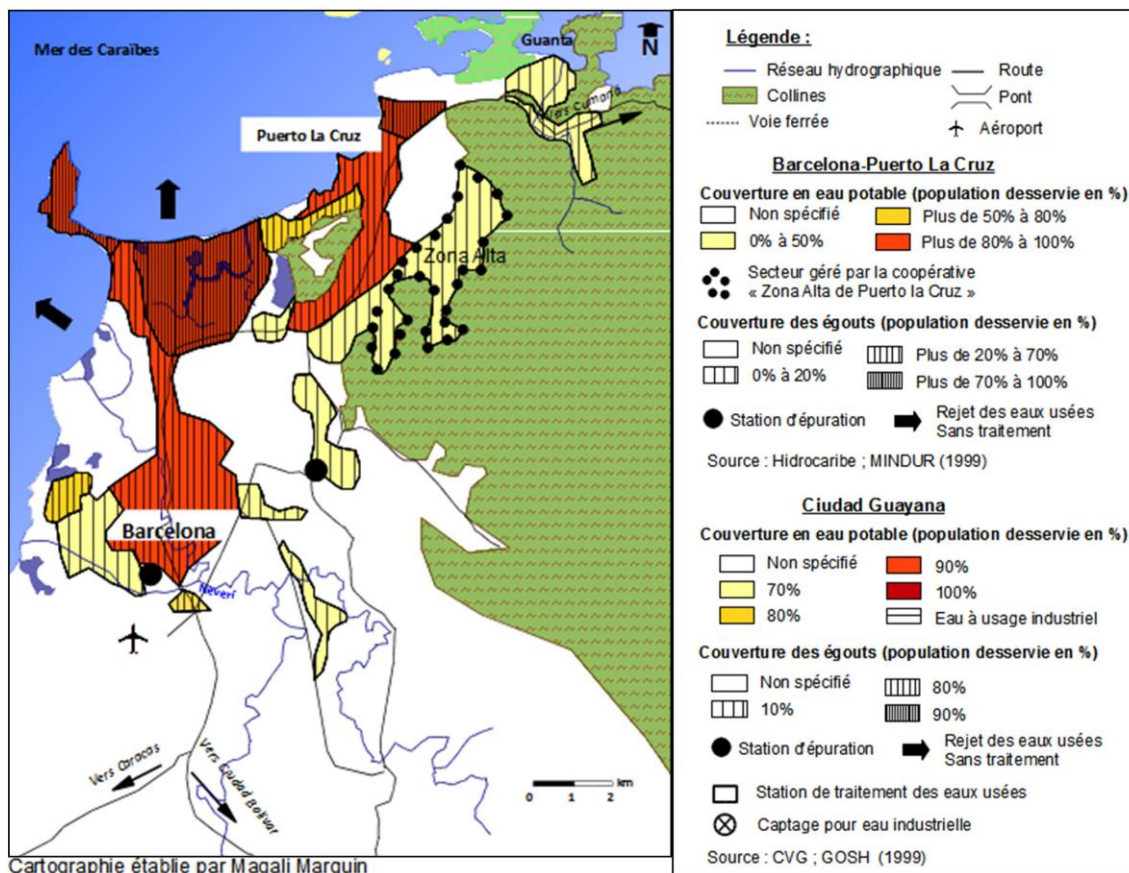 Mer des Caraïbes
Guanta
N
Vers Cumaná
Puerto La Cruz
Zona Alta
Barcelona
Neverí
Vers Caracas
Vers Ciudad Bolívar
km
0 1 2
Cartographie établie par Magali Marguin
Légende :
Réseau hydrographique
Route
Collines
Pont
Voie ferrée
Aéroport
Barcelona-Puerto La Cruz
Couverture en eau potable (population desservie en %)
Non spécifié
Plus de 50% à 80%
0% à 50%
Plus de 80% à 100%
Secteur géré par la coopérative
« Zona Alta de Puerto la Cruz »
Couverture des égouts (population desservie en %)
Non spécifié
Plus de 20% à 70%
0% à 20%
Plus de 70% à 100%
Station d'épuration
Rejet des eaux usées
Sans traitement
Source : Hidrocaribe ; MINDUR (1999)
Ciudad Guayana
Couverture en eau potable (population desservie en %)
Non spécifié
90%
70%
100%
80%
Eau à usage industriel
Couverture des égouts (population desservie en %)
Non spécifié
80%
10%
90%
Station d'épuration
Rejet des eaux usées
Sans traitement
Station de traitement des eaux usées
Captage pour eau industrielle
Source : CVG ; GOSH (1999)